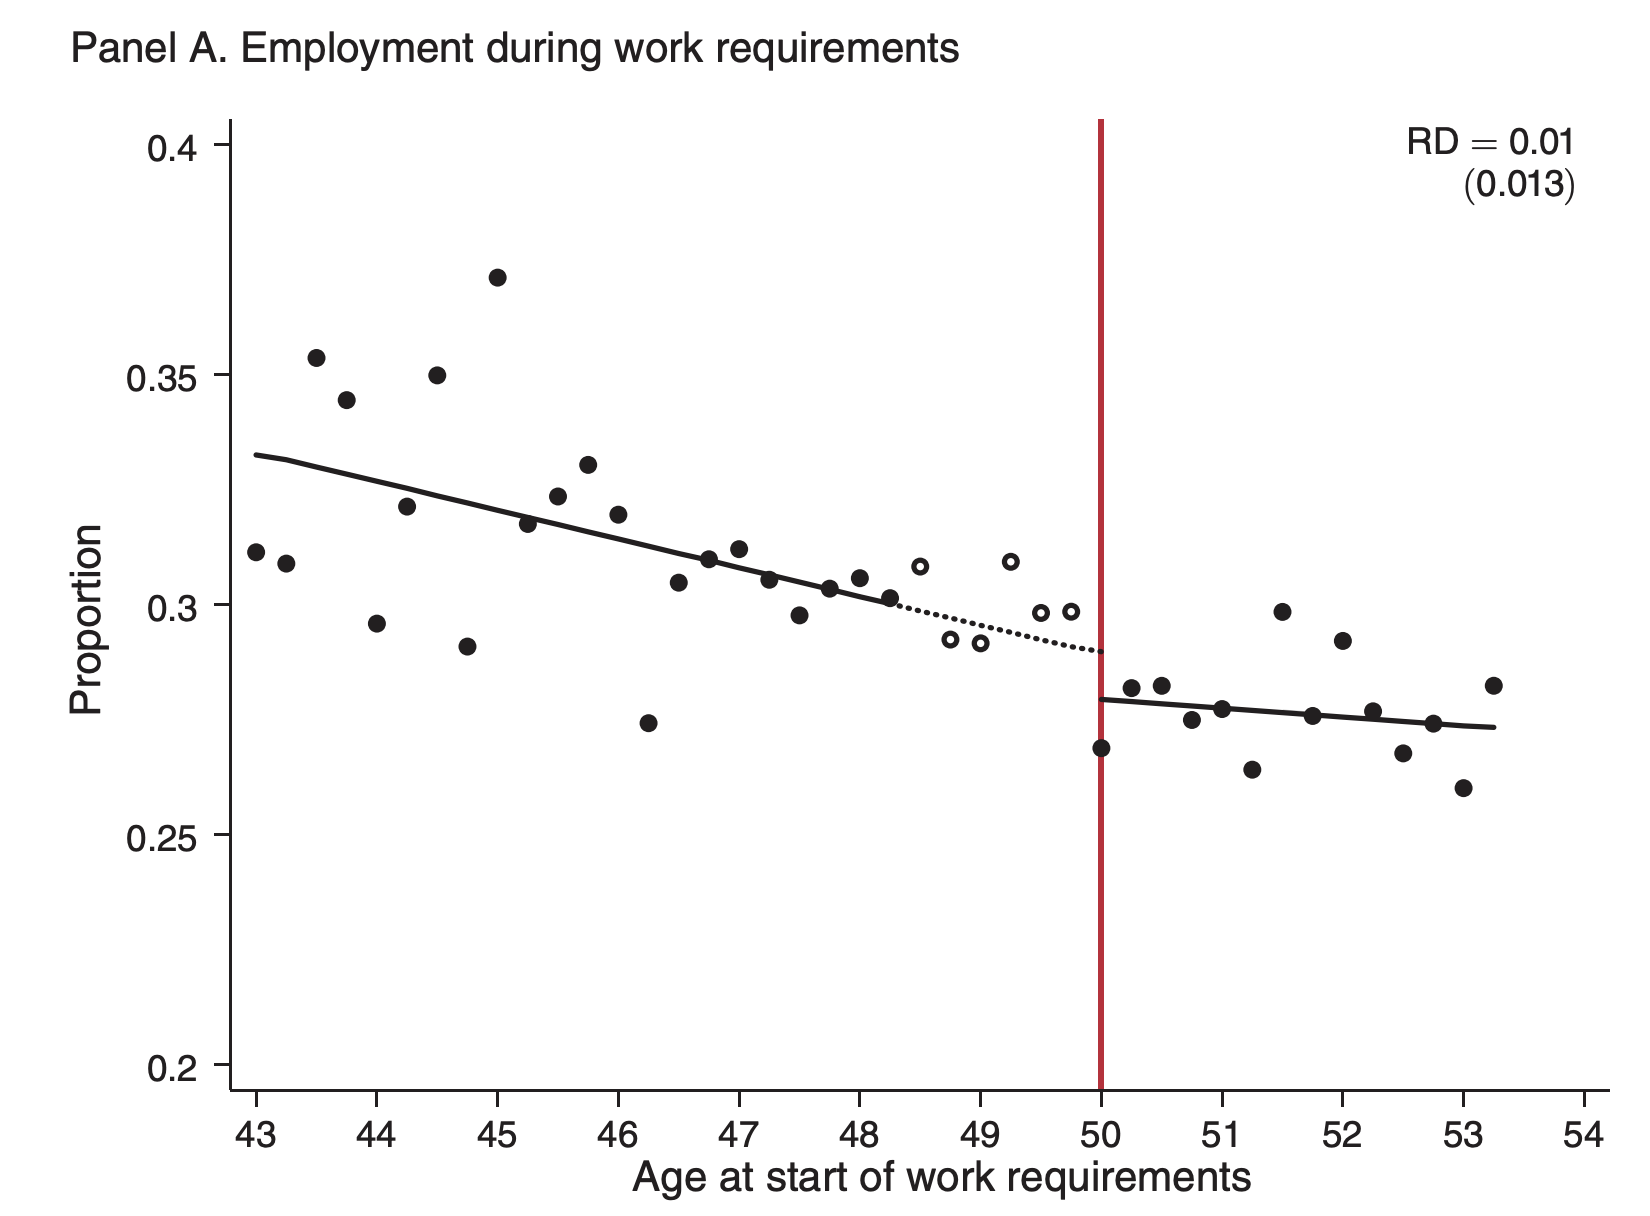 Panel A. Employment during work requirements
RD = 0.01
(0.013)
0.4
0.35
0.3
0.25
0.2
Proportion
43 44 45 46 47 48 49 50 51 52 53 54
Age at start of work requirements